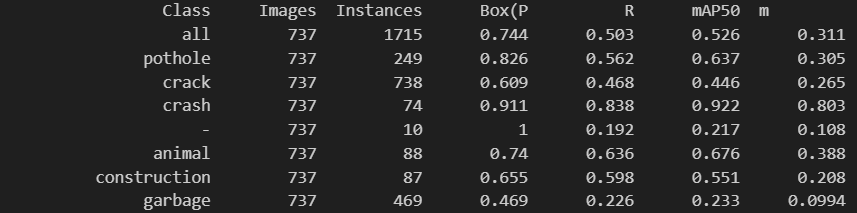 Class Images Instances Box(P R mAP50 m
all 737 1715 0.744 0.503 0.526 0.311
pothole 737 249 0.826 0.562 0.637 0.305
crack 737 738 0.609 0.468 0.446 0.265
crash 737 74 0.911 0.838 0.922 0.803
- 737 10 1 0.192 0.217 0.108
animal 737 88 0.74 0.636 0.676 0.388
construction 737 87 0.655 0.598 0.551 0.208
garbage 737 469 0.469 0.226 0.233 0.0994